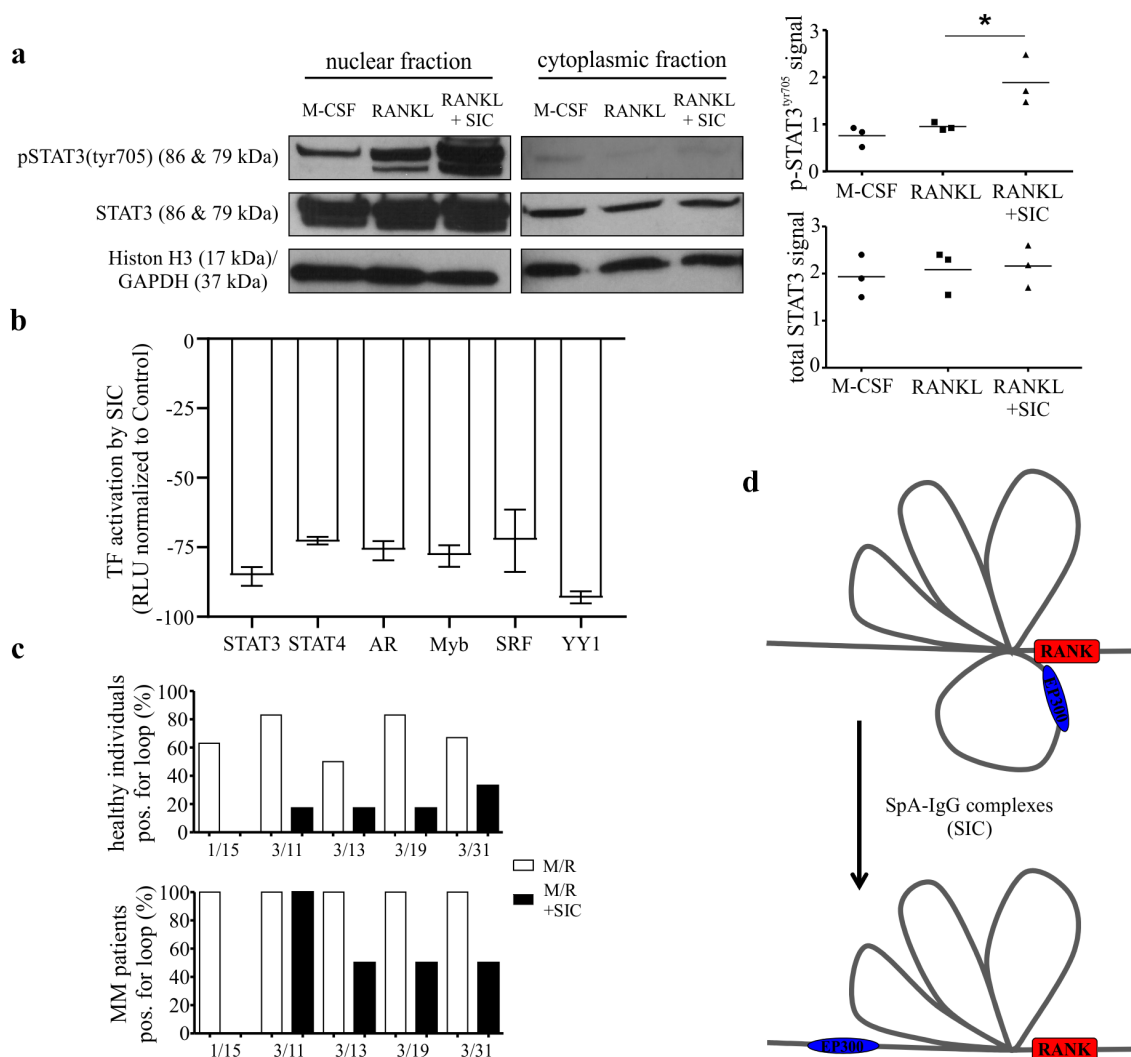 a
nuclear fraction
cytoplasmic fraction
M-CSF
RANKL
RANKL
+ SIC
M-CSF
RANKL
RANKL
+ SIC
pSTAT3(tyr705) (86 & 79 kDa)
STAT3 (86 & 79 kDa)
Histon H3 (17 kDa)/
GAPDH (37 kDa)
p-STAT3tyr705 signal
3
2
1
0
*
M-CSF
RANKL
RANKL
+SIC
total STAT3 signal
3
2
1
0
M-CSF
RANKL
RANKL
+SIC
b
TF activation by SIC
(RLU normalized to Control)
0
-25
-50
-75
-100
STAT3
STAT4
AR
Myb
SRF
YY1
c
healthy individuals
pos. for loop (%)
100
80
60
40
20
0
1/15
3/11
3/13
3/19
3/31
M/R
M/R
+SIC
MM patients
pos. for loop (%)
100
80
60
40
20
0
1/15
3/11
3/13
3/19
3/31
d
RANK
EP300
SpA-IgG complexes
(SIC)
EP300
RANK